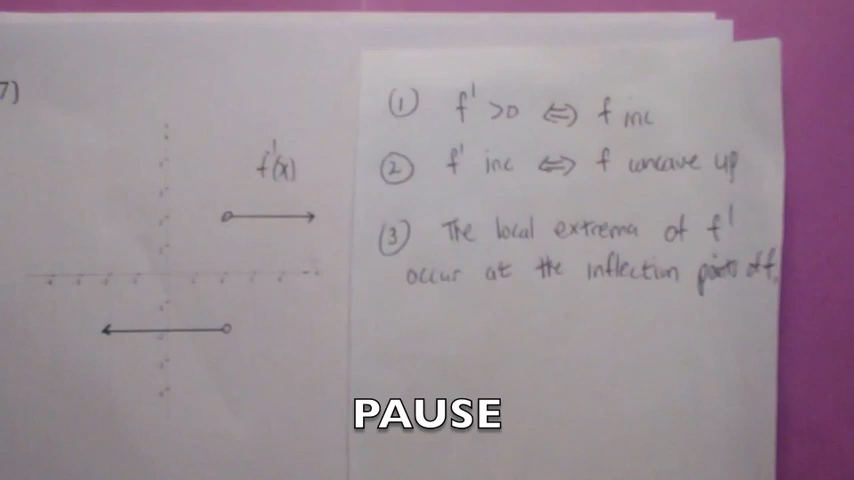 7)
f'(x)
① f' >0 ⇔ f inc
② f' inc ⇔ f concave up
③ The local extrema of f'
occur at the inflection points of f.
PAUSE